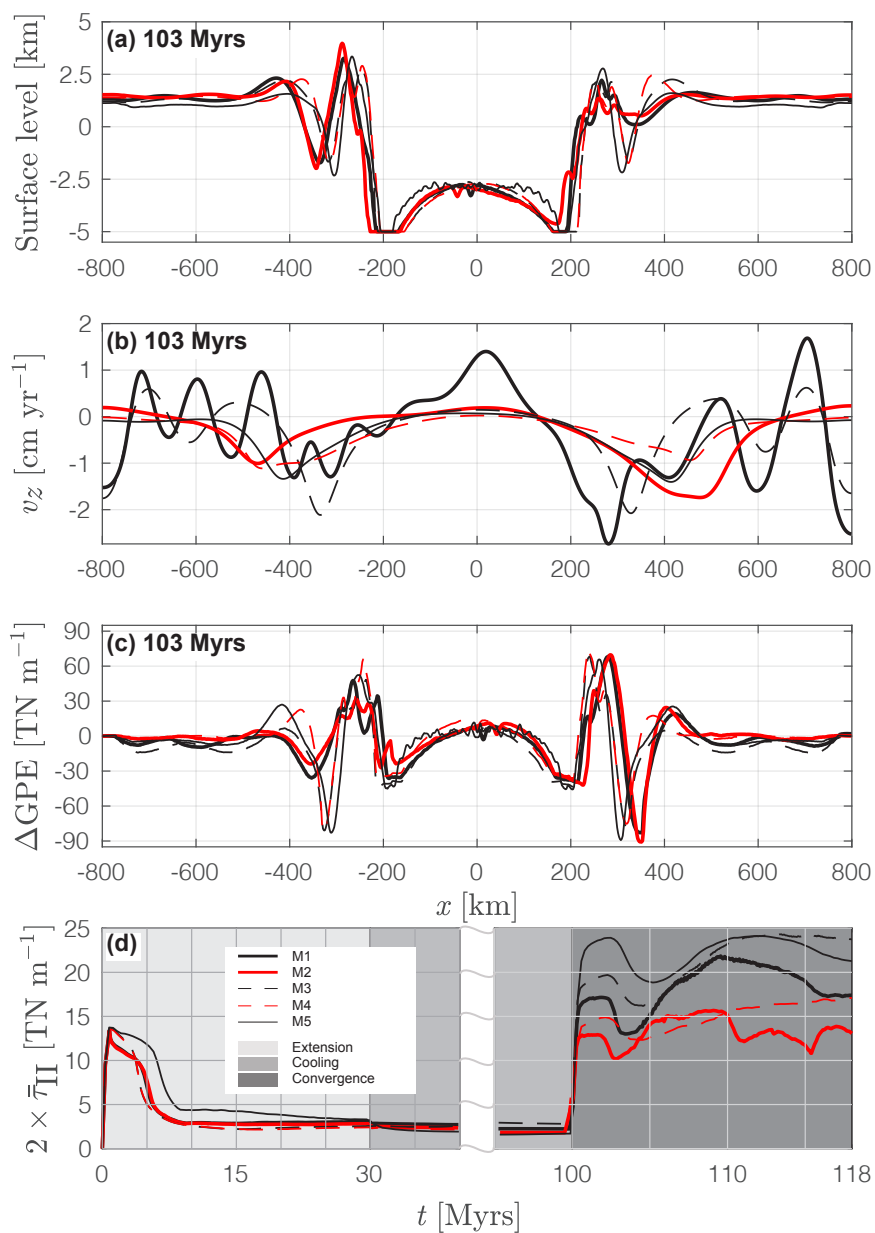 (a) 103 Myrs
Surface level [km]
5
2.5
0
-2.5
-5
-800 -600 -400 -200 0 200 400 600 800
(b) 103 Myrs
v_z [cm yr⁻¹]
2
1
0
-1
-2
-800 -600 -400 -200 0 200 400 600 800
(c) 103 Myrs
ΔGPE [TN m⁻¹]
90
60
30
0
-30
-60
-90
-800 -600 -400 -200 0 200 400 600 800
x [km]
(d)
2 × τ̄_II [TN m⁻¹]
25
20
15
10
5
0
M1
M2
M3
M4
M5
Extension
Cooling
Convergence
0 15 30 100 110 118
t [Myrs]